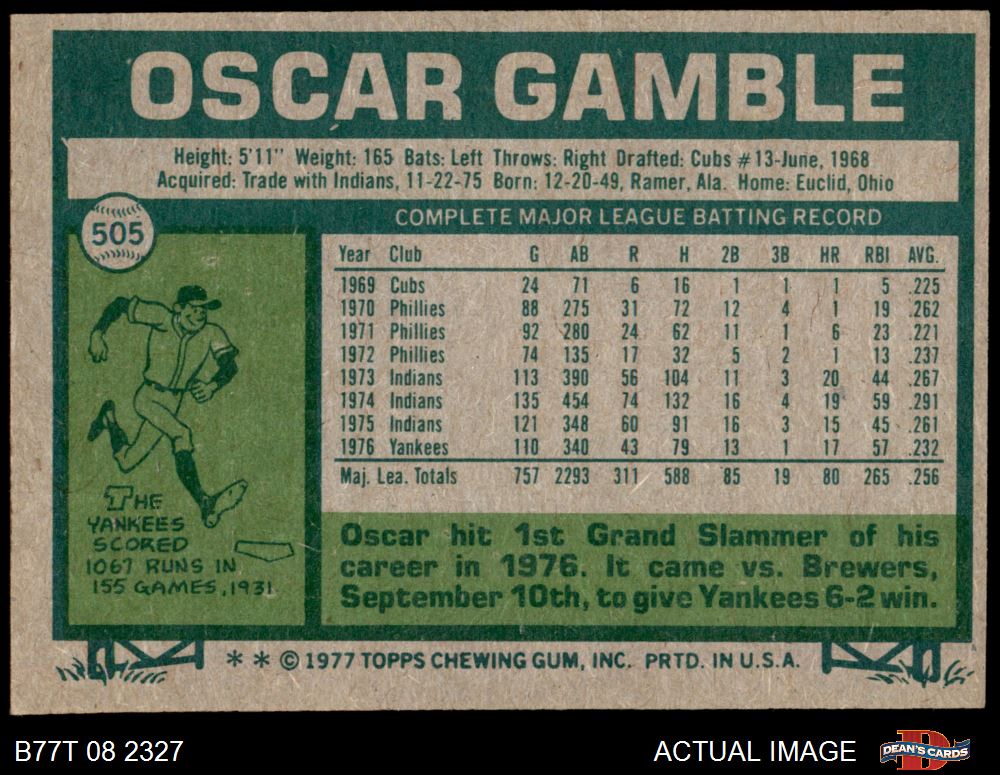 OSCAR GAMBLE
Height: 5'11" Weight: 165 Bats: Left Throws: Right Drafted: Cubs #13-June, 1968
Acquired: Trade with Indians, 11-22-75 Born: 12-20-49, Ramer, Ala. Home: Euclid, Ohio
505
COMPLETE MAJOR LEAGUE BATTING RECORD
Year Club G AB R H 2B 3B HR RBI AVG.
1969 Cubs 24 71 6 16 1 1 1 5 .225
1970 Phillies 88 275 31 72 12 4 1 19 .262
1971 Phillies 92 280 24 62 11 1 6 23 .221
1972 Phillies 74 135 17 32 5 2 1 13 .237
1973 Indians 113 390 56 104 11 3 20 44 .267
1974 Indians 135 454 74 132 16 4 19 59 .291
1975 Indians 121 348 60 91 16 3 15 45 .261
1976 Yankees 110 340 43 79 13 1 17 57 .232
Maj. Lea. Totals 757 2293 311 588 85 19 80 265 .256
THE
YANKEES
SCORED
1067 RUNS IN
155 GAMES, 1931
Oscar hit 1st Grand Slammer of his
career in 1976. It came vs. Brewers,
September 10th, to give Yankees 6-2 win.
* * © 1977 TOPPS CHEWING GUM, INC. PRTD. IN U.S.A.
B77T 08 2327
ACTUAL IMAGE
D
DEAN'S CARDS